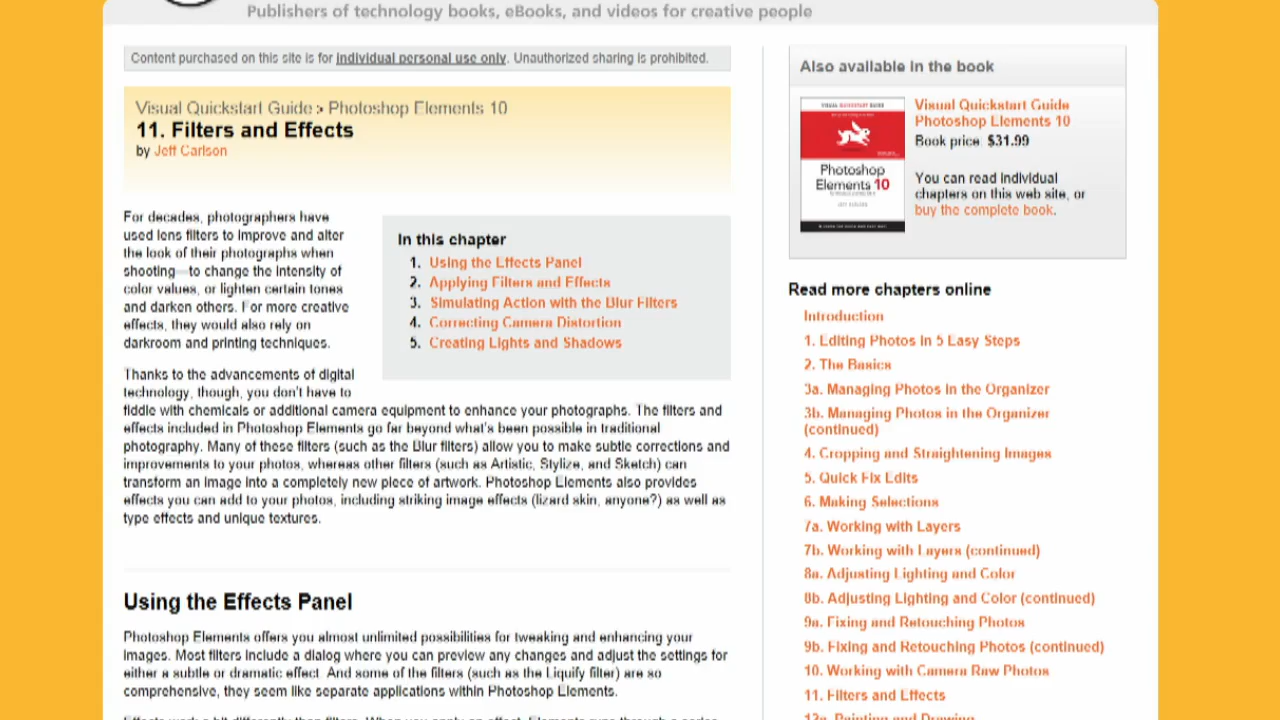 Publishers of technology books, eBooks, and videos for creative people
Content purchased on this site is for individual personal use only. Unauthorized sharing is prohibited.
Visual Quickstart Guide > Photoshop Elements 10
11. Filters and Effects
by Jeff Carlson
For decades, photographers have
used lens filters to improve and alter
the look of their photographs when
shooting—to change the intensity of
color values, or lighten certain tones
and darken others. For more creative
effects, they would also rely on
darkroom and printing techniques.
In this chapter
1. Using the Effects Panel
2. Applying Filters and Effects
3. Simulating Action with the Blur Filters
4. Correcting Camera Distortion
5. Creating Lights and Shadows
Thanks to the advancements of digital
technology, though, you don't have to
fiddle with chemicals or additional camera equipment to enhance your photographs. The filters and
effects included in Photoshop Elements go far beyond what's been possible in traditional
photography. Many of these filters (such as the Blur filters) allow you to make subtle corrections and
improvements to your photos, whereas other filters (such as Artistic, Stylize, and Sketch) can
transform an image into a completely new piece of artwork. Photoshop Elements also provides
effects you can add to your photos, including striking image effects (lizard skin, anyone?) as well as
type effects and unique textures.
Using the Effects Panel
Photoshop Elements offers you almost unlimited possibilities for tweaking and enhancing your
images. Most filters include a dialog where you can preview any changes and adjust the settings for
either a subtle or dramatic effect. And some of the filters (such as the Liquify filter) are so
comprehensive, they seem like separate applications within Photoshop Elements.
Effects work a bit differently than filters. When you apply an effect, Elements runs through a series
Also available in the book
VISUAL QUICKSTART GUIDE
Photoshop
Elements 10
JEFF CARLSON
Visual Quickstart Guide
Photoshop Elements 10
Book price: $31.99
You can read individual
chapters on this web site, or
buy the complete book.
Read more chapters online
Introduction
1. Editing Photos in 5 Easy Steps
2. The Basics
3a. Managing Photos in the Organizer
3b. Managing Photos in the Organizer
(continued)
4. Cropping and Straightening Images
5. Quick Fix Edits
6. Making Selections
7a. Working with Layers
7b. Working with Layers (continued)
8a. Adjusting Lighting and Color
8b. Adjusting Lighting and Color (continued)
9a. Fixing and Retouching Photos
9b. Fixing and Retouching Photos (continued)
10. Working with Camera Raw Photos
11. Filters and Effects
12a. Painting and Drawing